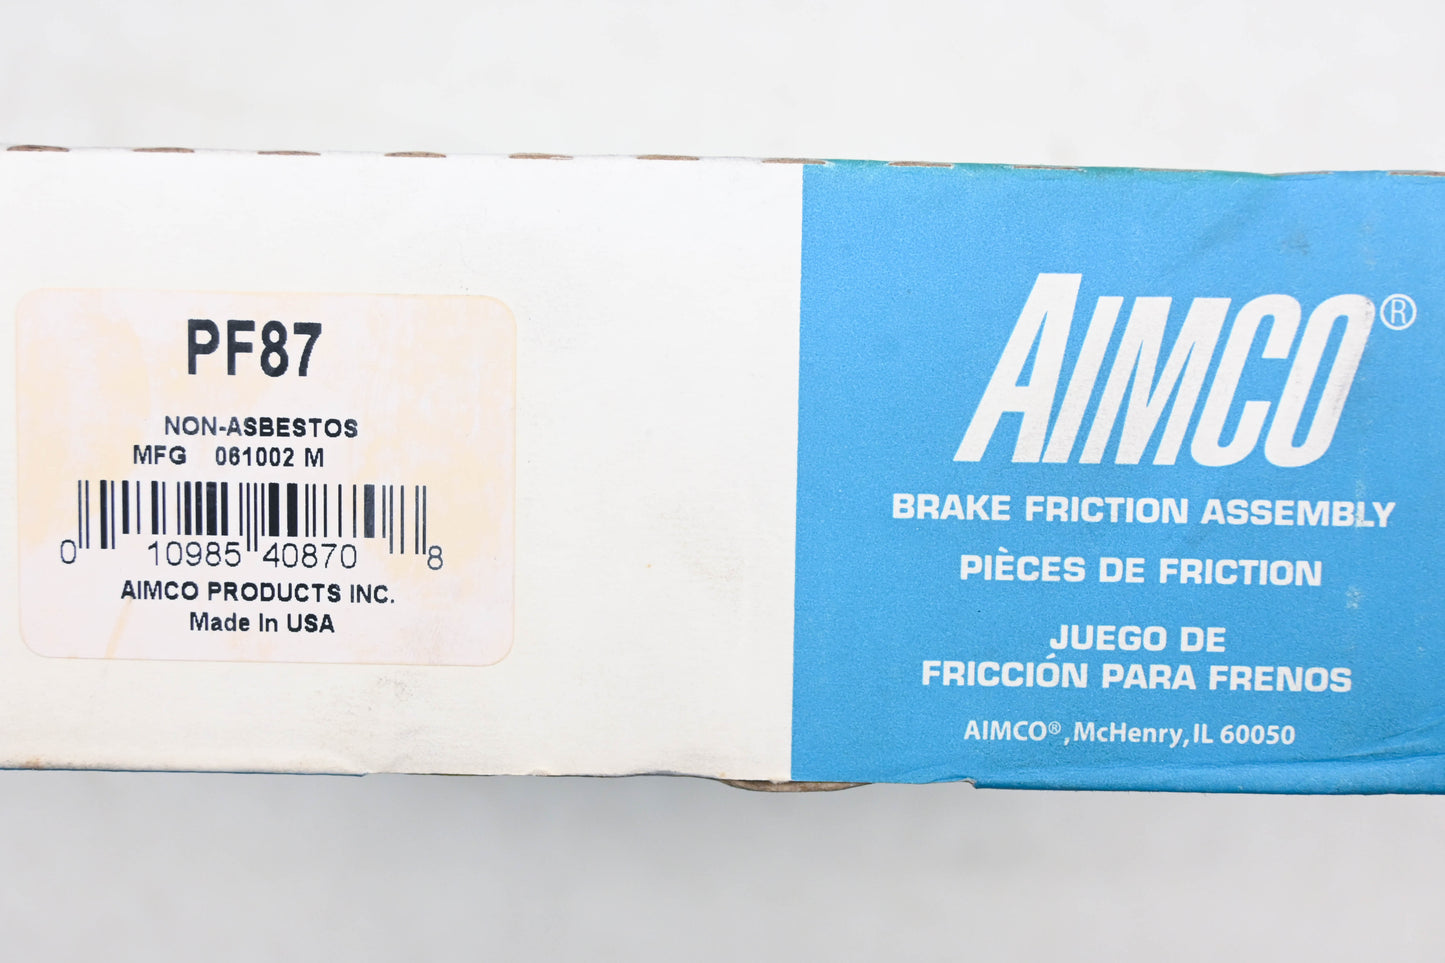 PF87
NON-ASBESTOS
MFG 061002 M
0 10985 40870 8
AIMCO PRODUCTS INC.
Made In USA
AIMCO®
BRAKE FRICTION ASSEMBLY
PIÈCES DE FRICTION
JUEGO DE
FRICCIÓN PARA FRENOS
AIMCO®, McHenry, IL 60050